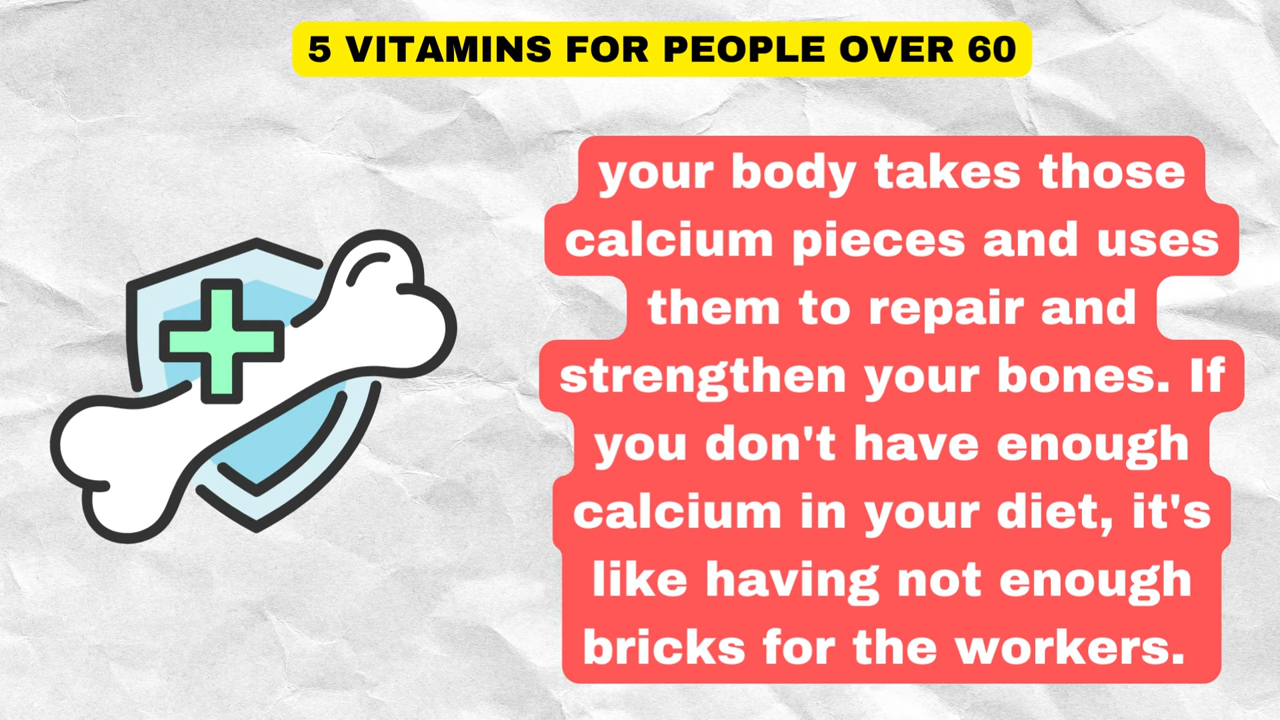 5 VITAMINS FOR PEOPLE OVER 60
your body takes those
calcium pieces and uses
them to repair and
strengthen your bones. If
you don't have enough
calcium in your diet, it's
like having not enough
bricks for the workers.